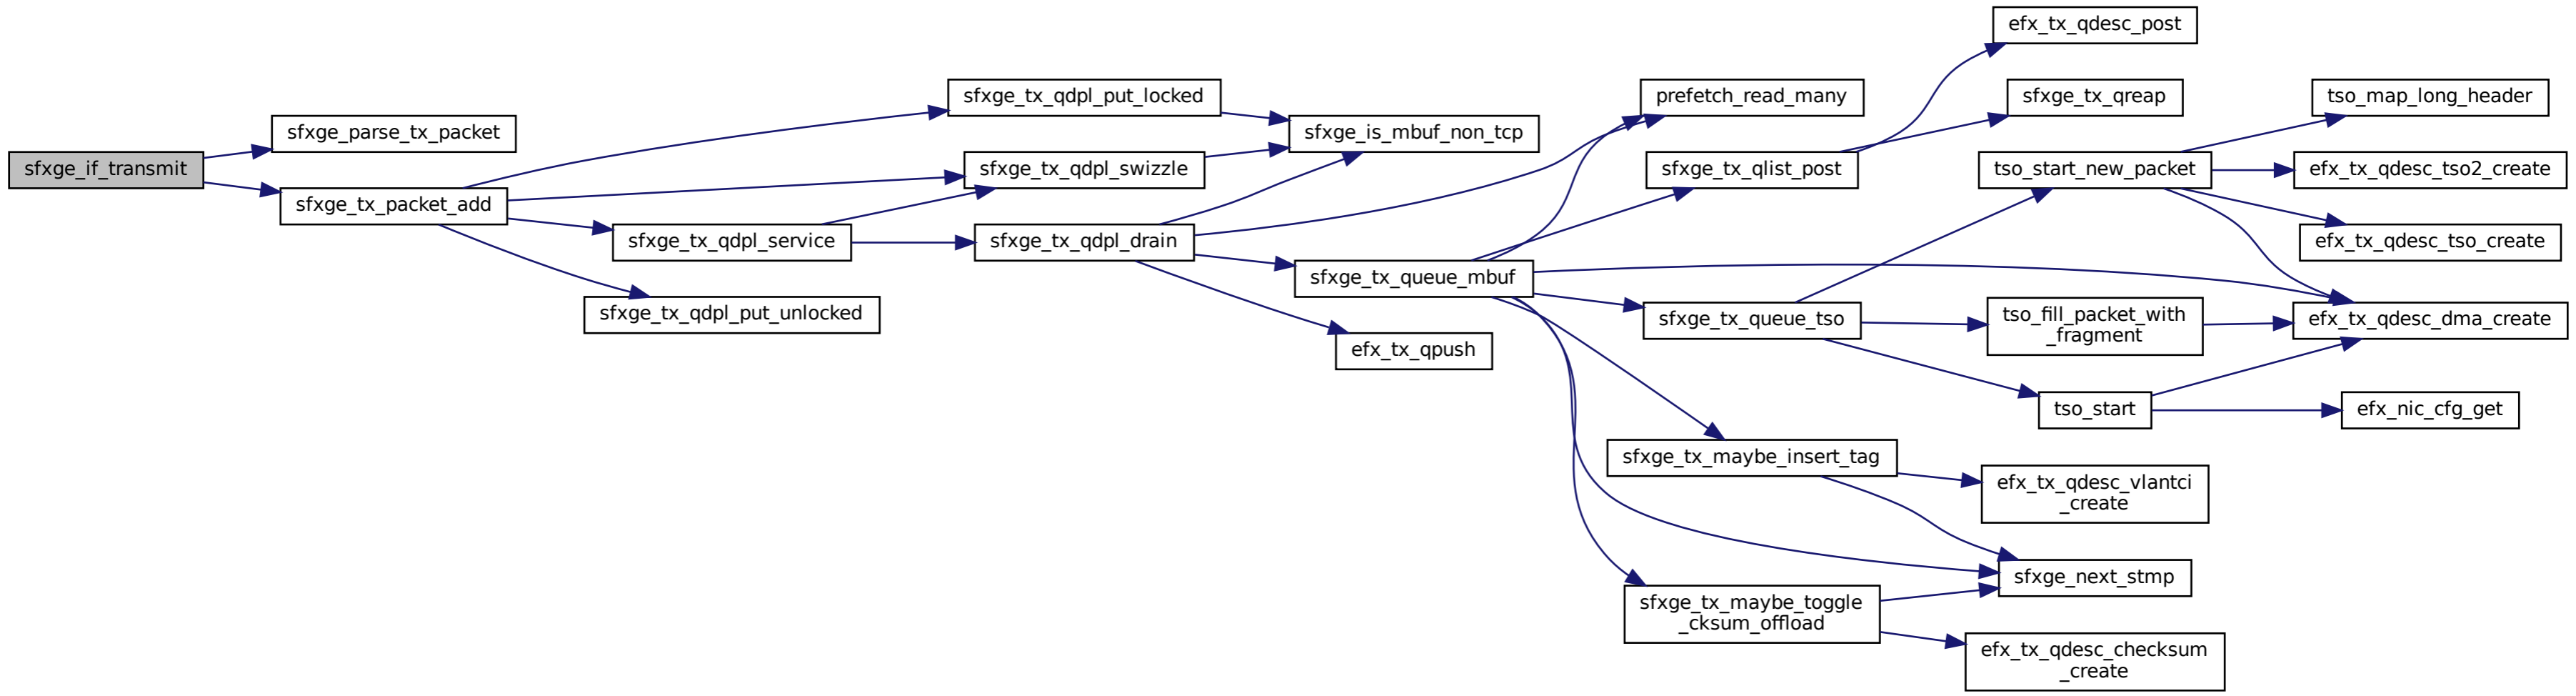 sfxge_if_transmit
sfxge_parse_tx_packet
sfxge_tx_packet_add
sfxge_tx_qdpl_put_locked
sfxge_tx_qdpl_swizzle
sfxge_tx_qdpl_service
sfxge_tx_qdpl_put_unlocked
sfxge_is_mbuf_non_tcp
sfxge_tx_qdpl_drain
sfxge_tx_queue_mbuf
efx_tx_qpush
prefetch_read_many
sfxge_tx_qlist_post
sfxge_tx_queue_tso
sfxge_tx_maybe_insert_tag
sfxge_tx_maybe_toggle
_cksum_offload
efx_tx_qdesc_post
sfxge_tx_qreap
tso_start_new_packet
tso_fill_packet_with
_fragment
tso_start
efx_tx_qdesc_vlantci
_create
sfxge_next_stmp
efx_tx_qdesc_checksum
_create
tso_map_long_header
efx_tx_qdesc_tso2_create
efx_tx_qdesc_tso_create
efx_tx_qdesc_dma_create
efx_nic_cfg_get